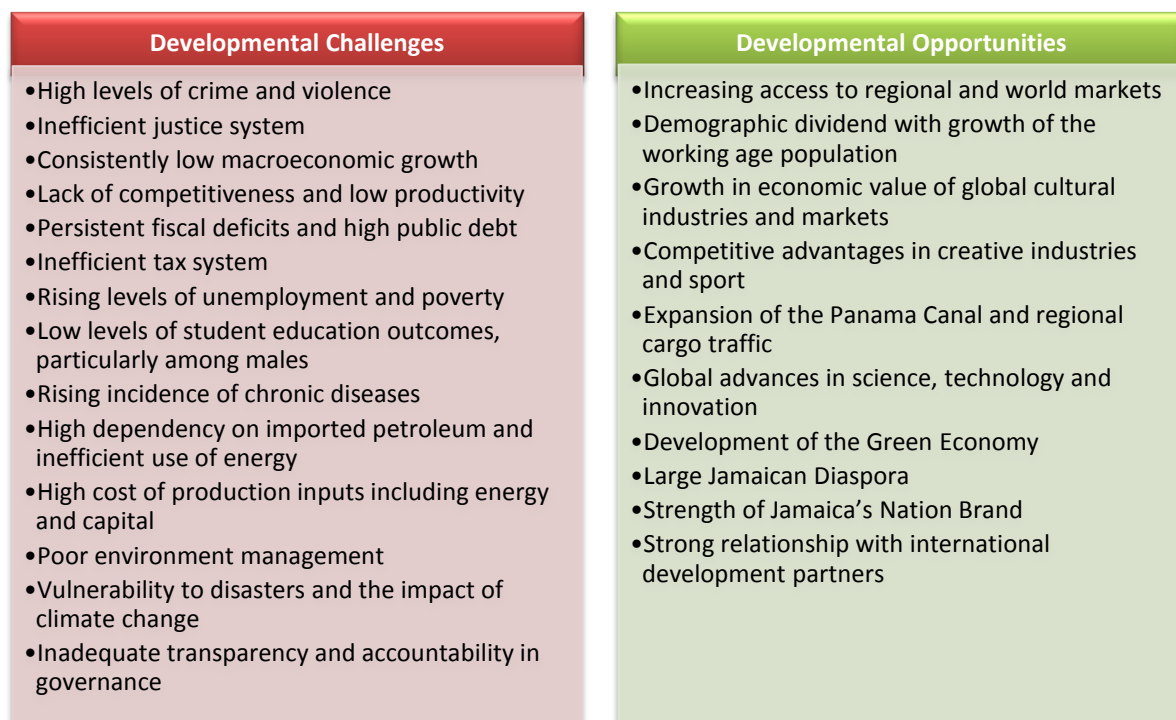 Developmental Challenges
•High levels of crime and violence
•Inefficient justice system
•Consistently low macroeconomic growth
•Lack of competitiveness and low productivity
•Persistent fiscal deficits and high public debt
•Inefficient tax system
•Rising levels of unemployment and poverty
•Low levels of student education outcomes,
particularly among males
•Rising incidence of chronic diseases
•High dependency on imported petroleum and
inefficient use of energy
•High cost of production inputs including energy
and capital
•Poor environment management
•Vulnerability to disasters and the impact of
climate change
•Inadequate transparency and accountability in
governance
Developmental Opportunities
•Increasing access to regional and world markets
•Demographic dividend with growth of the
working age population
•Growth in economic value of global cultural
industries and markets
•Competitive advantages in creative industries
and sport
•Expansion of the Panama Canal and regional
cargo traffic
•Global advances in science, technology and
innovation
•Development of the Green Economy
•Large Jamaican Diaspora
•Strength of Jamaica’s Nation Brand
•Strong relationship with international
development partners